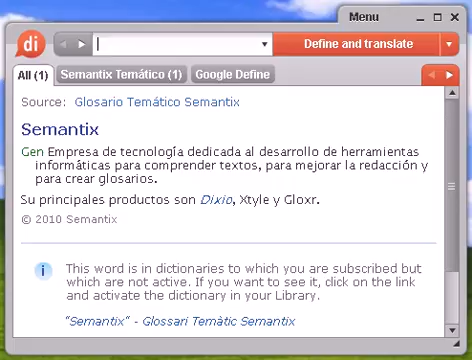 Menu
di
Define and translate
All (1)
Semantix Temático (1)
Google Define
Source: Glosario Temático Semantix
Semantix
Gen Empresa de tecnología dedicada al desarrollo de herramientas
informáticas para comprender textos, para mejorar la redacción y
para crear glosarios.
Su principales productos son Dixio, Xtyle y Gloxr.
© 2010 Semantix
i
This word is in dictionaries to which you are subscribed but
which are not active. If you want to see it, click on the link
and activate the dictionary in your Library.
"Semantix" - Glossari Temàtic Semantix